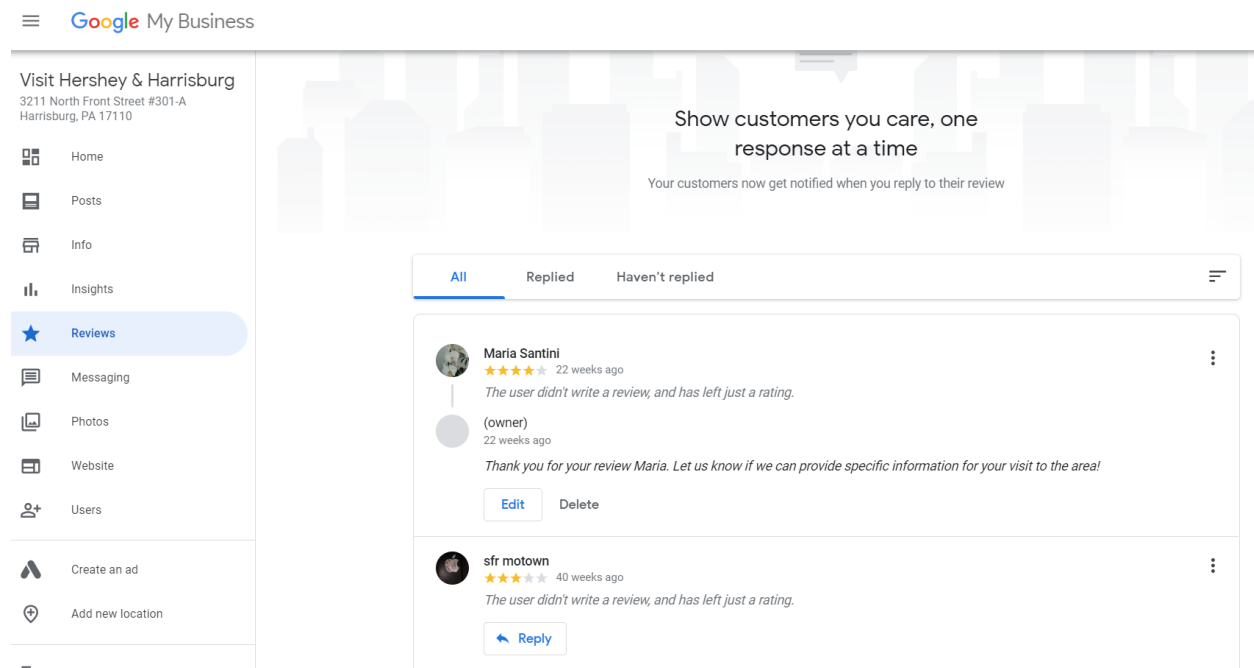 Google My Business
Visit Hershey & Harrisburg
3211 North Front Street #301-A
Harrisburg, PA 17110
Home
Posts
Info
Insights
Reviews
Messaging
Photos
Website
Users
Create an ad
Add new location
Show customers you care, one
response at a time
Your customers now get notified when you reply to their review
All Replied Haven't replied
Maria Santini
22 weeks ago
The user didn't write a review, and has left just a rating.
(owner)
22 weeks ago
Thank you for your review Maria. Let us know if we can provide specific information for your visit to the area!
Edit Delete
sfr motown
40 weeks ago
The user didn't write a review, and has left just a rating.
Reply